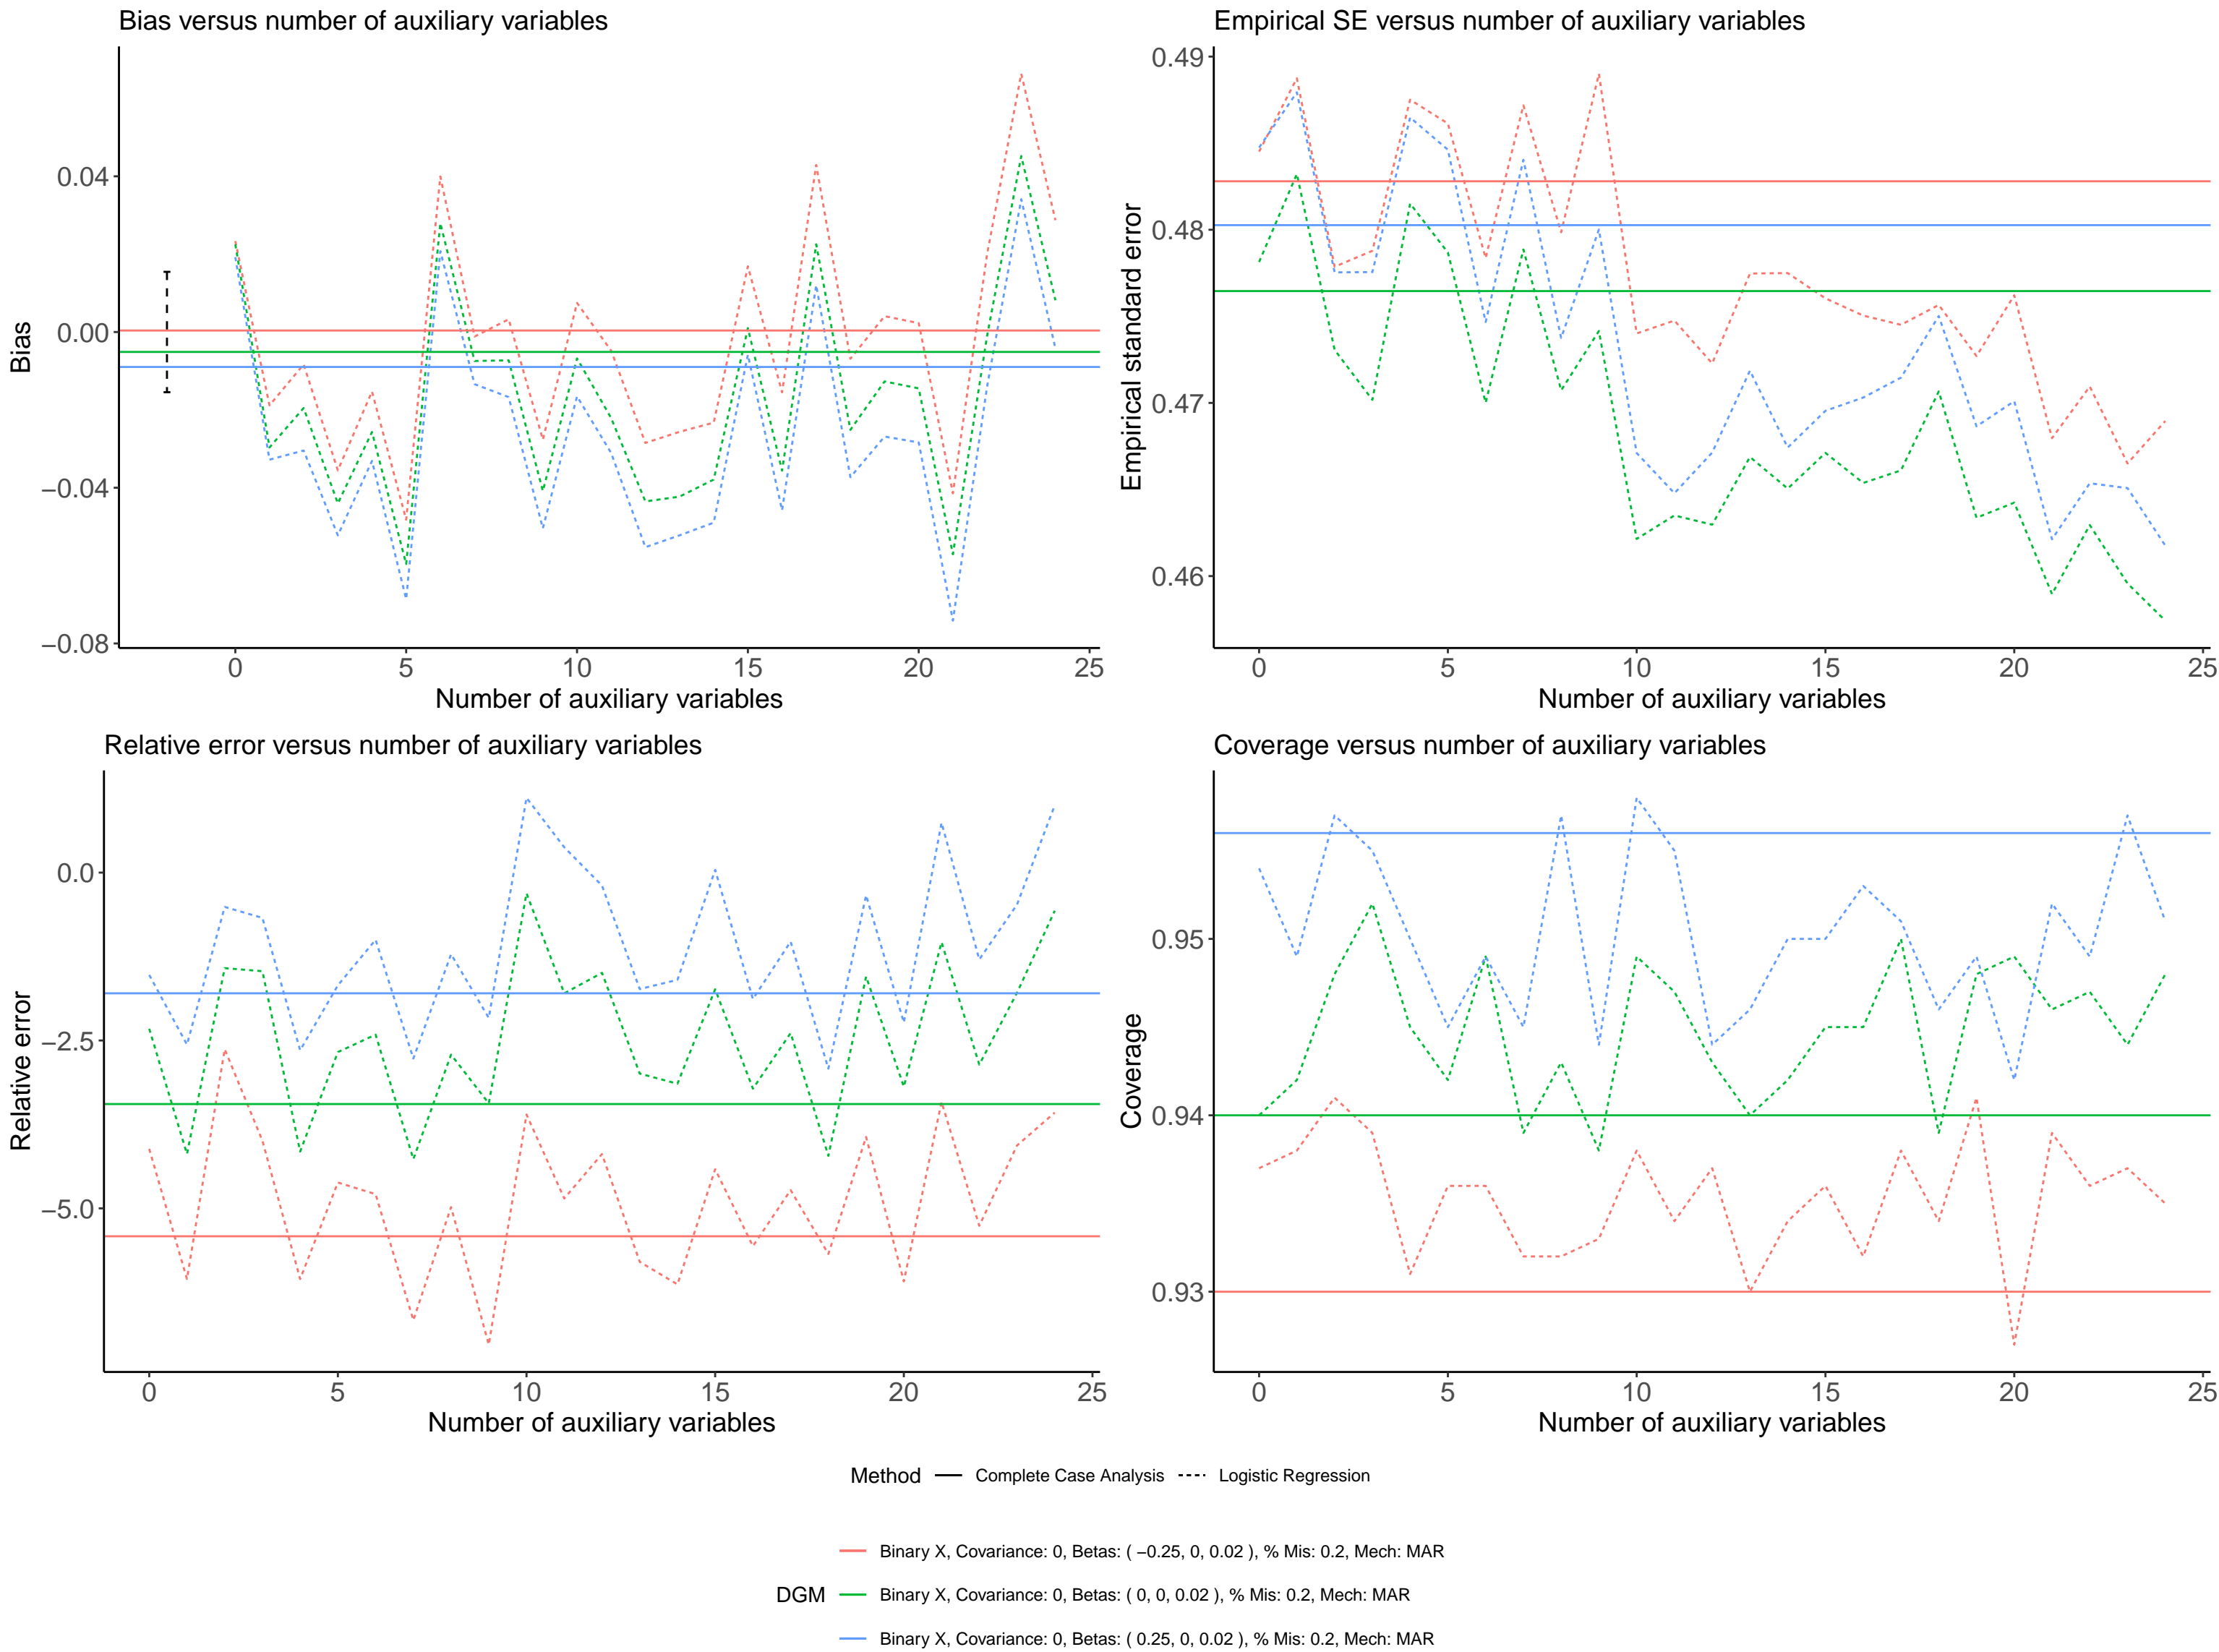 Bias versus number of auxiliary variables
Bias
0.04
0.00
−0.04
−0.08
0 5 10 15 20 25
Number of auxiliary variables
Empirical SE versus number of auxiliary variables
Empirical standard error
0.49
0.48
0.47
0.46
0 5 10 15 20 25
Number of auxiliary variables
Relative error versus number of auxiliary variables
Relative error
0.0
−2.5
−5.0
0 5 10 15 20 25
Number of auxiliary variables
Coverage versus number of auxiliary variables
Coverage
0.95
0.94
0.93
0 5 10 15 20 25
Number of auxiliary variables
Method Complete Case Analysis Logistic Regression
DGM
Binary X, Covariance: 0, Betas: ( −0.25, 0, 0.02 ), % Mis: 0.2, Mech: MAR
Binary X, Covariance: 0, Betas: ( 0, 0, 0.02 ), % Mis: 0.2, Mech: MAR
Binary X, Covariance: 0, Betas: ( 0.25, 0, 0.02 ), % Mis: 0.2, Mech: MAR